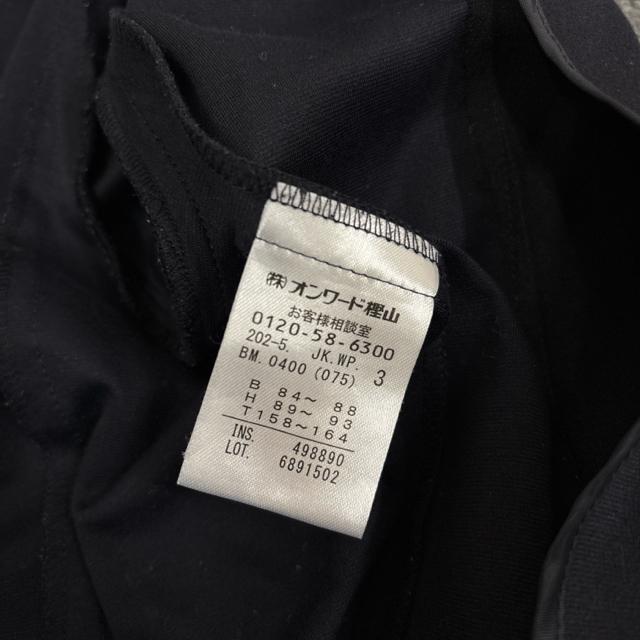 (株)オンワード樫山
お客様相談室
0120-58-6300
202-5. JK.WP. 3
BM. 0400 (075)
B 84～ 88
H 89～ 93
T 158～164
INS. 498890
LOT. 6891502